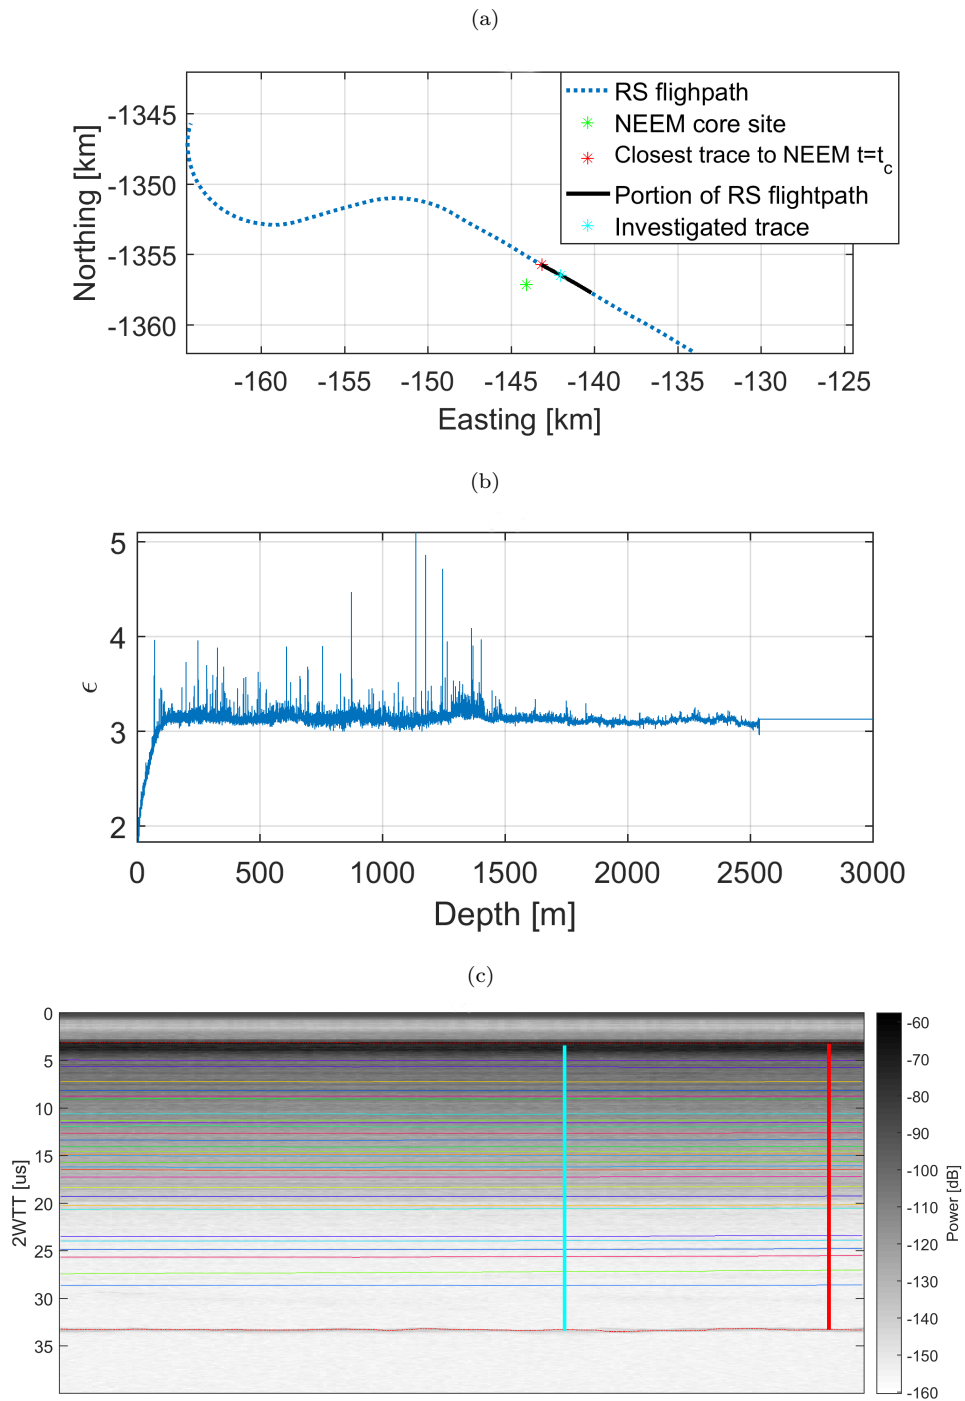 (a)
RS flighpath
NEEM core site
Closest trace to NEEM t=t_c
Portion of RS flightpath
Investigated trace
-1345
-1350
-1355
-1360
Northing [km]
-160 -155 -150 -145 -140 -135 -130 -125
Easting [km]
(b)
5
4
3
2
ϵ
0 500 1000 1500 2000 2500 3000
Depth [m]
(c)
0
5
10
15
20
25
30
35
2WTT [us]
-60
-70
-80
-90
-100
-110
-120
-130
-140
-150
-160
Power [dB]